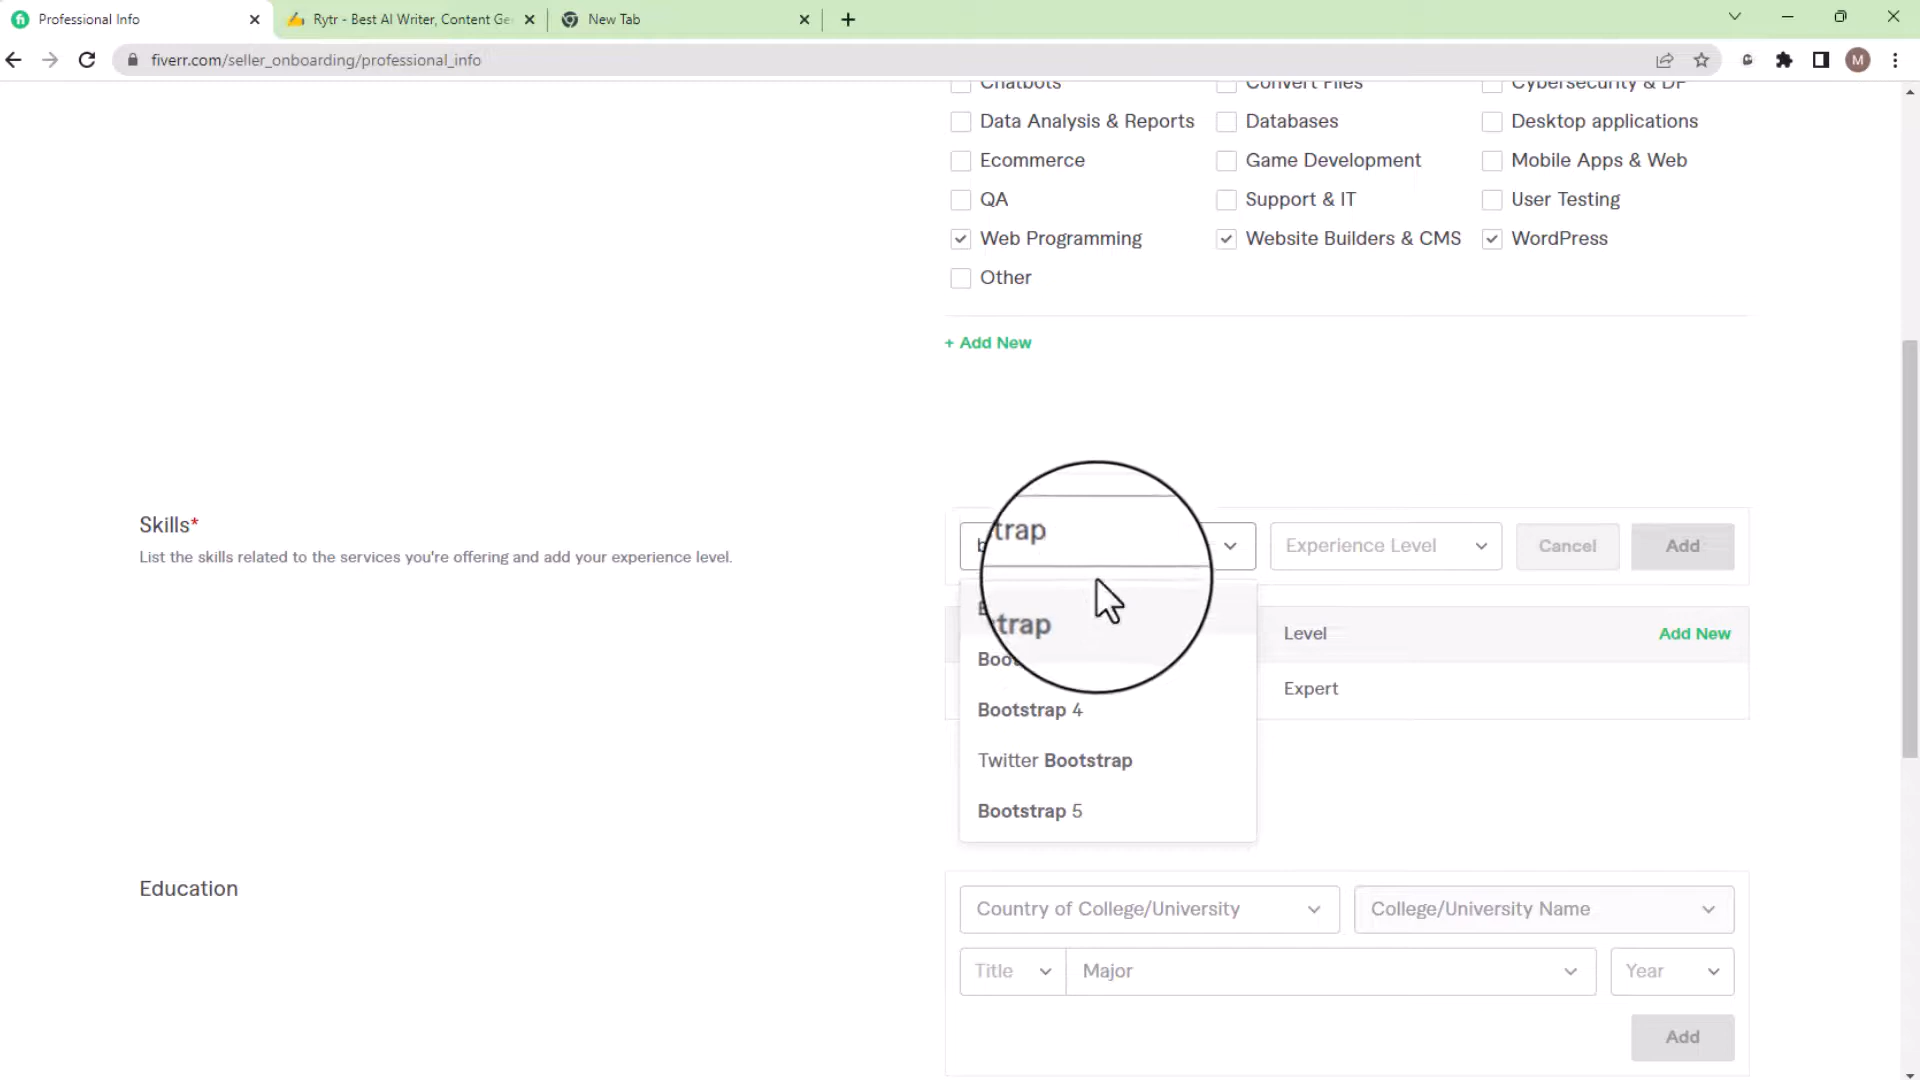 Professional Info
Rytr - Best AI Writer, Content Ge
New Tab
fiverr.com/seller_onboarding/professional_info
M
Chatbots
Convert Files
Cybersecurity & DP
Data Analysis & Reports
Databases
Desktop applications
Ecommerce
Game Development
Mobile Apps & Web
QA
Support & IT
User Testing
Web Programming
Website Builders & CMS
WordPress
Other
+ Add New
Skills*
List the skills related to the services you're offering and add your experience level.
trap
Experience Level
Cancel
Add
trap
Level
Add New
Boo
Expert
Bootstrap 4
Twitter Bootstrap
Bootstrap 5
Education
Country of College/University
College/University Name
Title
Major
Year
Add